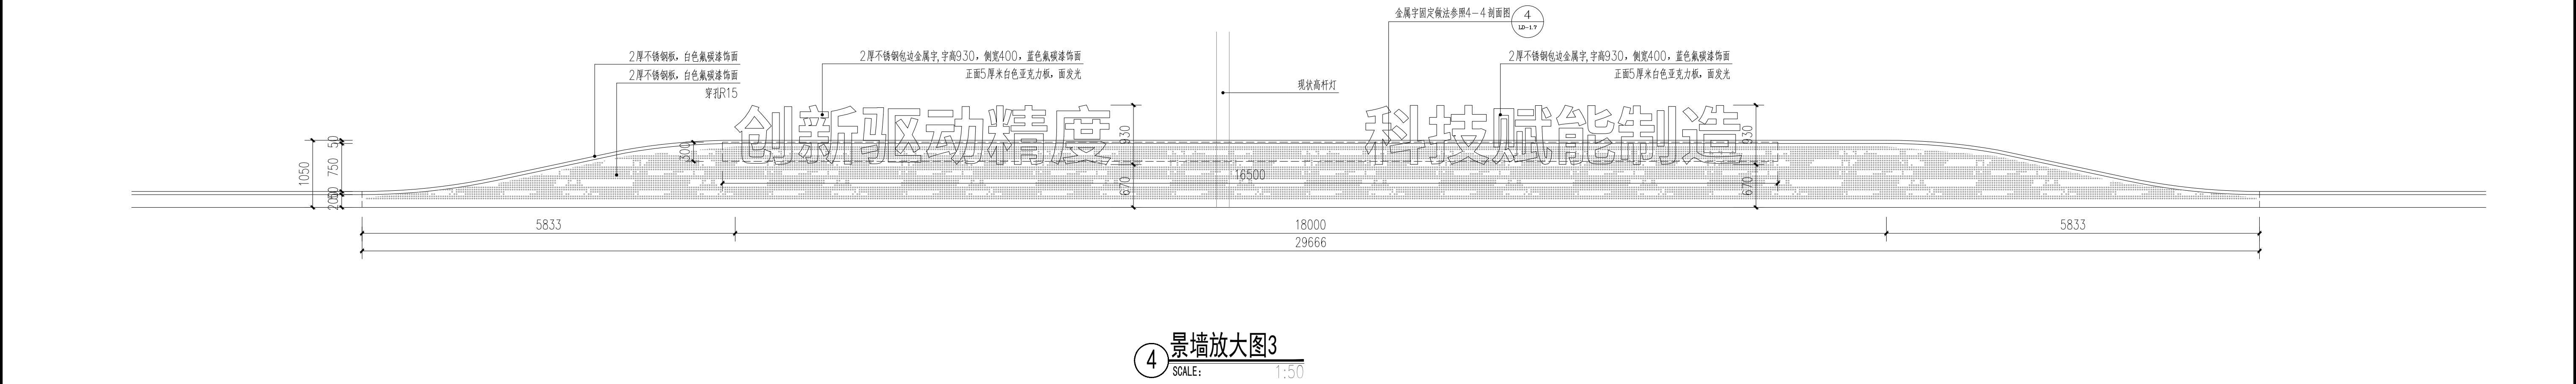 金属字固定做法参照4-4剖面图
4
LD-1.7
2厚不锈钢板，白色氟碳漆饰面
2厚不锈钢板，白色氟碳漆饰面
穿孔R15
2厚不锈钢包边金属字,字高930，侧宽400，蓝色氟碳漆饰面
正面5厚米白色亚克力板，面发光
现状高杆灯
2厚不锈钢包边金属字,字高930，侧宽400，蓝色氟碳漆饰面
正面5厚米白色亚克力板，面发光
创新驱动精度
科技赋能制造
1050
50
750
200
300
930
670
16500
930
670
5833
18000
5833
29666
4
景墙放大图3
SCALE:
1:50